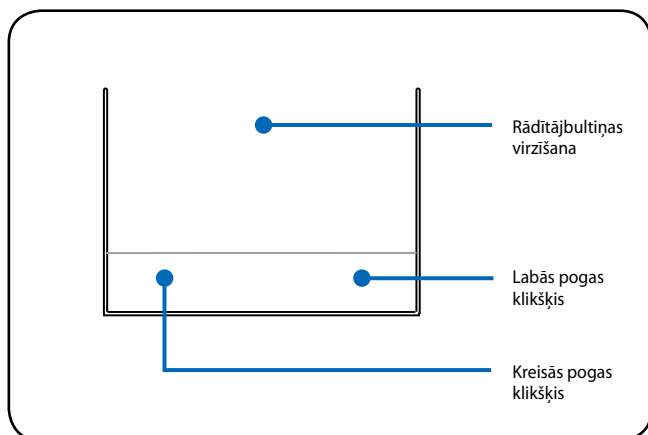 Rādītājbultiņas
virzīšana
Labās pogas
klikšķis
Kreisās pogas
klikšķis